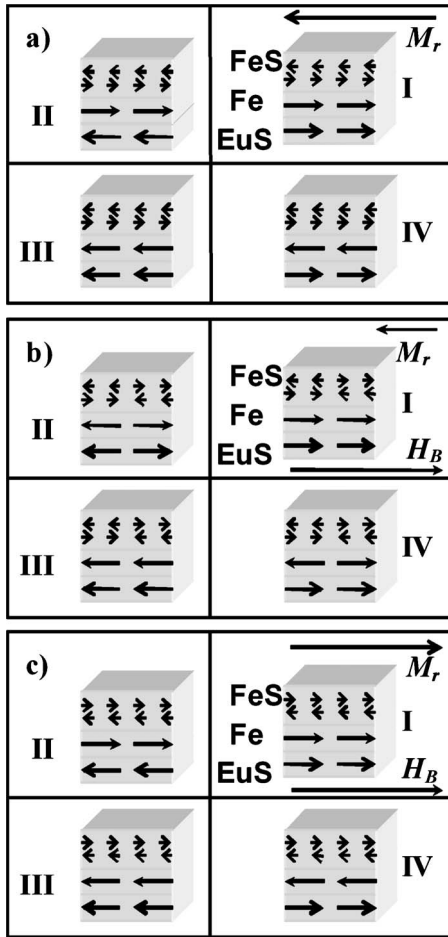 a)
M_r
FeS
Fe
EuS
I
II
III
IV
b)
M_r
FeS
Fe
EuS
I
H_B
II
III
IV
c)
M_r
FeS
Fe
EuS
I
H_B
II
III
IV